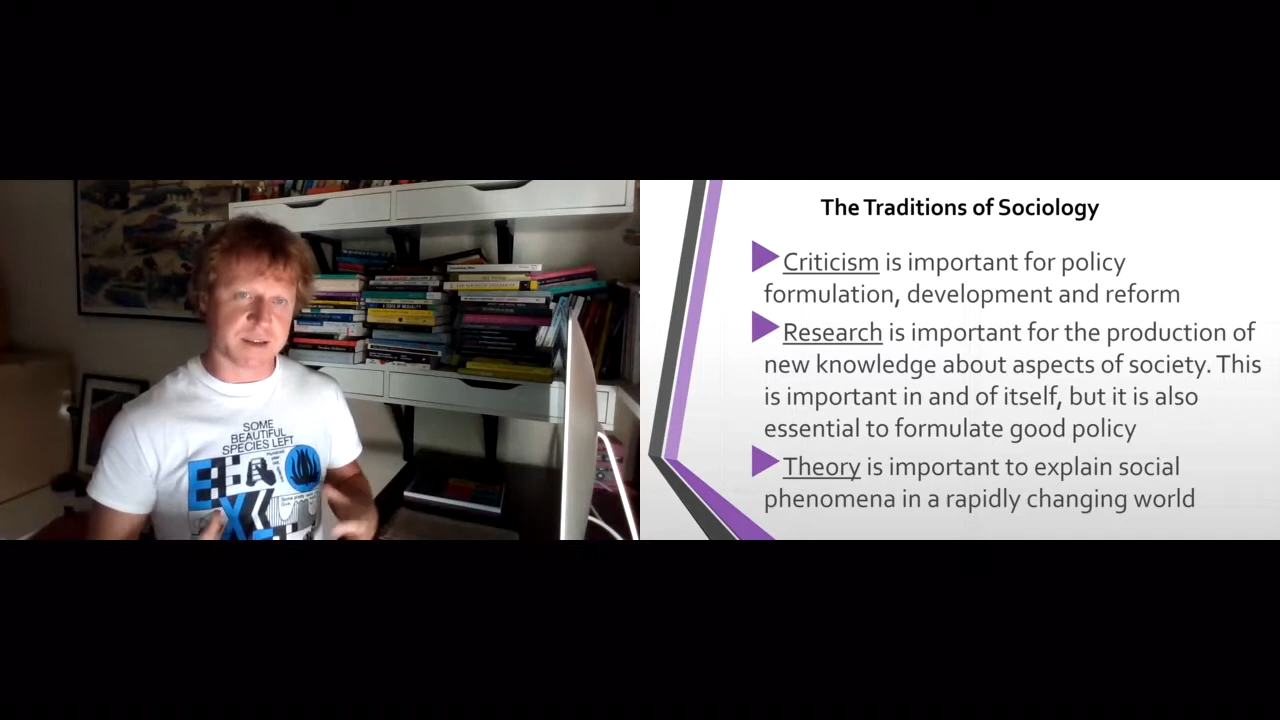 SOME
BEAUTIFUL
SPECIES LEFT
The Traditions of Sociology
Criticism is important for policy
formulation, development and reform
Research is important for the production of
new knowledge about aspects of society. This
is important in and of itself, but it is also
essential to formulate good policy
Theory is important to explain social
phenomena in a rapidly changing world